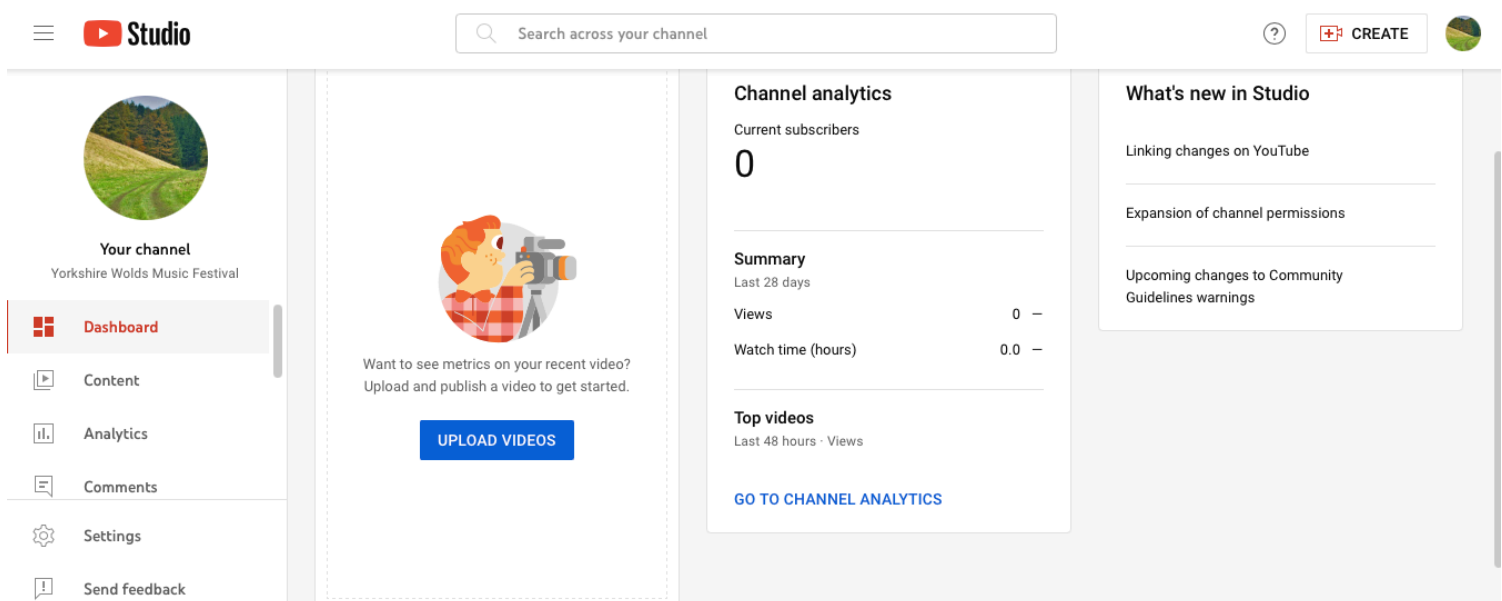 Studio
Search across your channel
CREATE
Your channel
Yorkshire Wolds Music Festival
Dashboard
Content
Analytics
Comments
Settings
Send feedback
Want to see metrics on your recent video?
Upload and publish a video to get started.
UPLOAD VIDEOS
Channel analytics
Current subscribers
0
Summary
Last 28 days
Views 0 —
Watch time (hours) 0.0 —
Top videos
Last 48 hours · Views
GO TO CHANNEL ANALYTICS
What's new in Studio
Linking changes on YouTube
Expansion of channel permissions
Upcoming changes to Community
Guidelines warnings